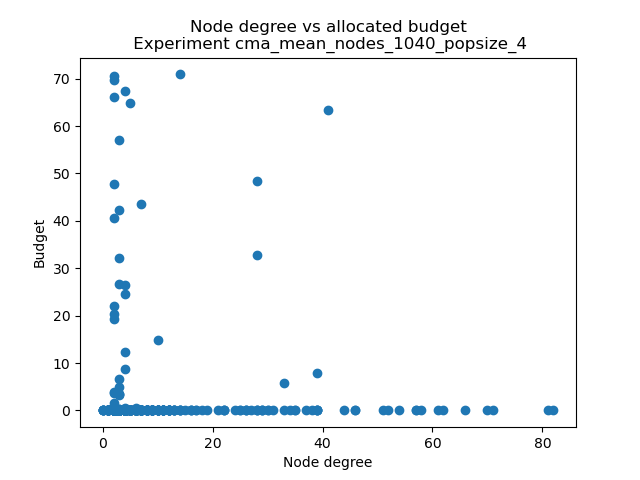 Node degree vs allocated budget
Experiment cma_mean_nodes_1040_popsize_4
70
60
50
40
30
20
10
0
Budget
0 20 40 60 80
Node degree